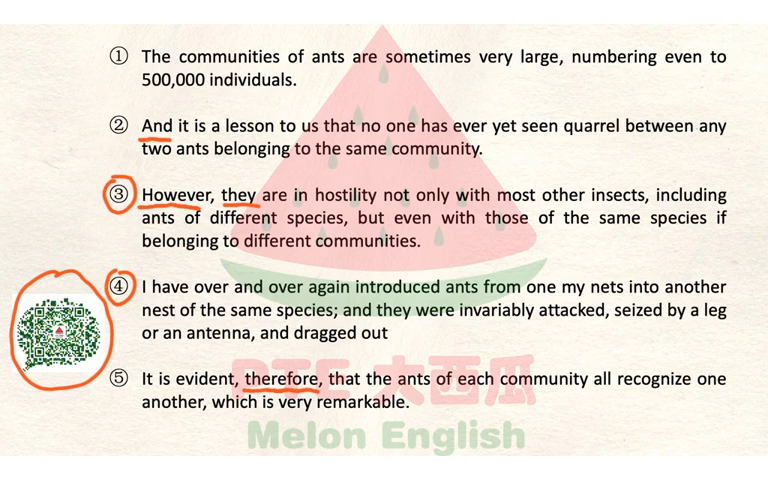 ① The communities of ants are sometimes very large, numbering even to
500,000 individuals.
② And it is a lesson to us that no one has ever yet seen quarrel between any
two ants belonging to the same community.
③ However, they are in hostility not only with most other insects, including
ants of different species, but even with those of the same species if
belonging to different communities.
④ I have over and over again introduced ants from one my nets into another
nest of the same species; and they were invariably attacked, seized by a leg
or an antenna, and dragged out
PTE 大西瓜
⑤ It is evident, therefore, that the ants of each community all recognize one
another, which is very remarkable.
Melon English